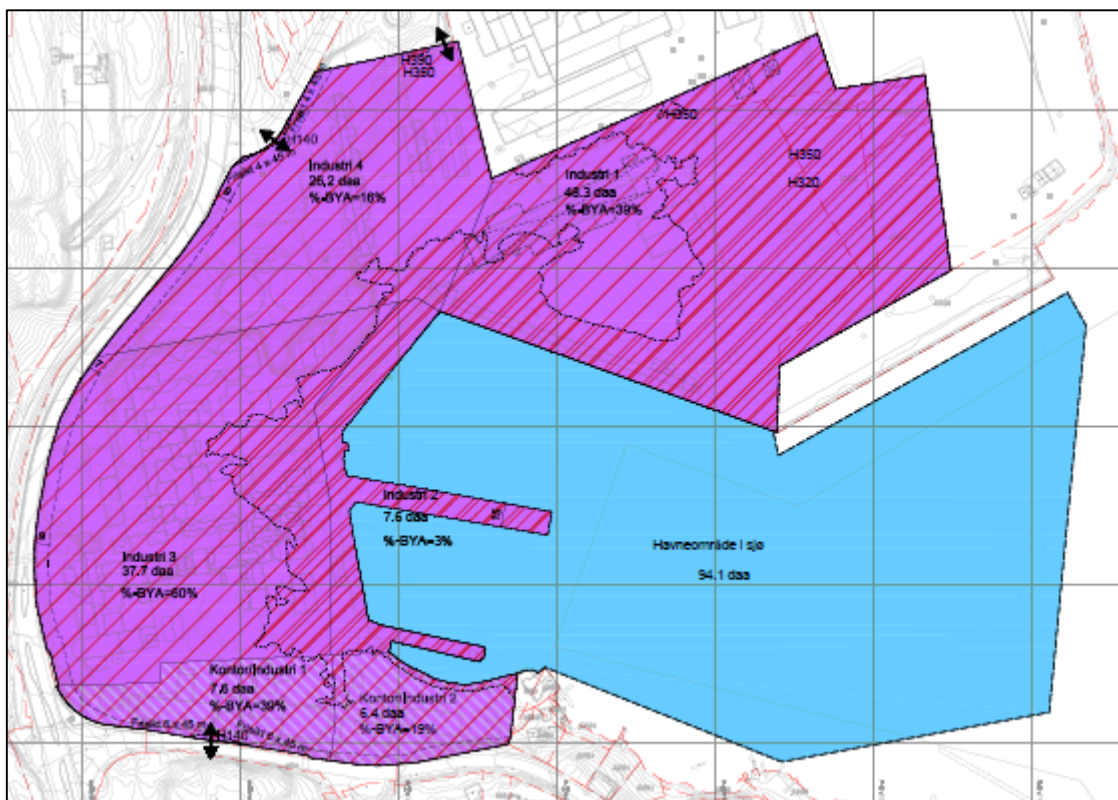 H390
H350
H140
Industri 4
26,2 daa
%-BYA=16%
H350
Industri 1
46.3 daa
%-BYA=39%
H350
H320
Industri 2
7.6 daa
%-BYA=3%
Havneområde i sjø
94.1 daa
Industri 3
37.7 daa
%-BYA=60%
Kontor/Industri 1
7.6 daa
%-BYA=39%
Kontor/Industri 2
6.4 daa
%-BYA=19%
H140